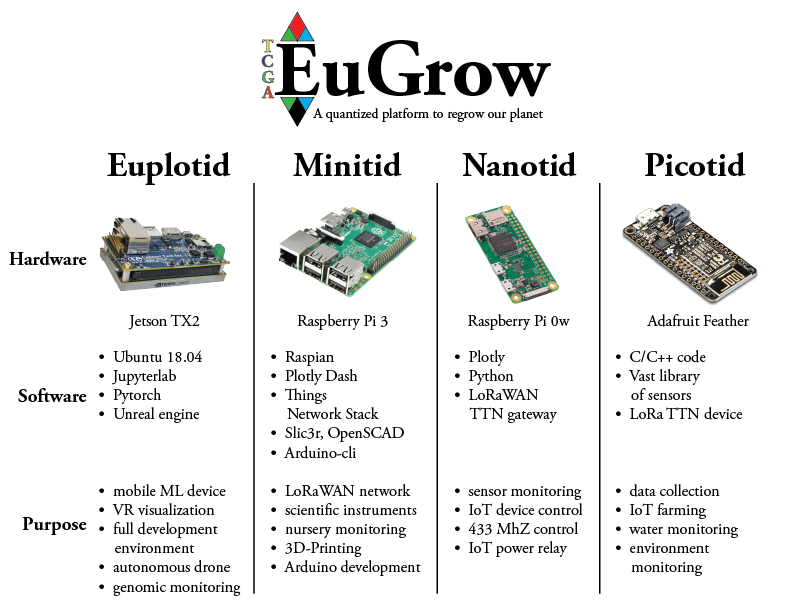 T
C
G
A
EuGrow
A quantized platform to regrow our planet
Euplotid
Minitid
Nanotid
Picotid
Hardware
Jetson TX2
Raspberry Pi 3
Raspberry Pi 0w
Adafruit Feather
Software
• Ubuntu 18.04
• Jupyterlab
• Pytorch
• Unreal engine
• Raspian
• Plotly Dash
• Things
Network Stack
• Slic3r, OpenSCAD
• Arduino-cli
• Plotly
• Python
• LoRaWAN
TTN gateway
• C/C++ code
• Vast library
of sensors
• LoRa TTN device
Purpose
• mobile ML device
• VR visualization
• full development
environment
• autonomous drone
• genomic monitoring
• LoRaWAN network
• scientific instruments
• nursery monitoring
• 3D-Printing
• Arduino development
• sensor monitoring
• IoT device control
• 433 MhZ control
• IoT power relay
• data collection
• IoT farming
• water monitoring
• environment
monitoring